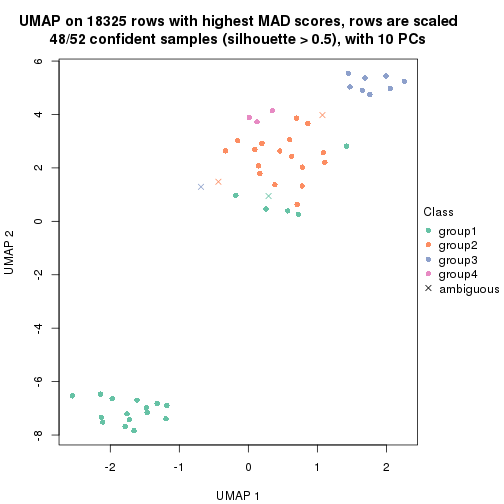 UMAP on 18325 rows with highest MAD scores, rows are scaled
48/52 confident samples (silhouette > 0.5), with 10 PCs
6
4
2
0
-2
-4
-6
-8
UMAP 2
-2
-1
0
1
2
UMAP 1
Class
group1
group2
group3
group4
ambiguous